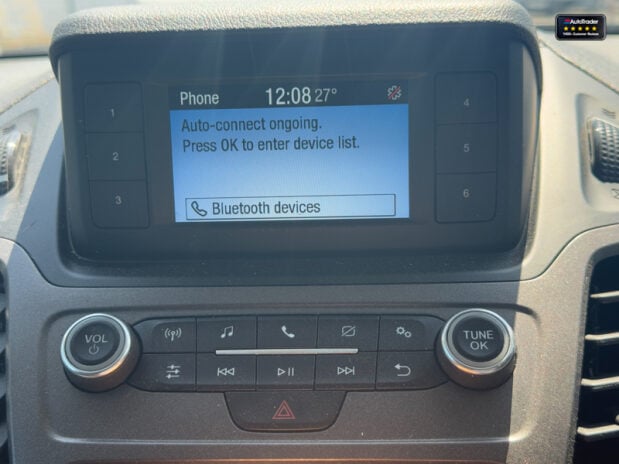 AutoTrader
Phone 12:08 27°
Auto-connect ongoing.
Press OK to enter device list.
Bluetooth devices
1
2
3
4
5
6
VOL
TUNE
OK